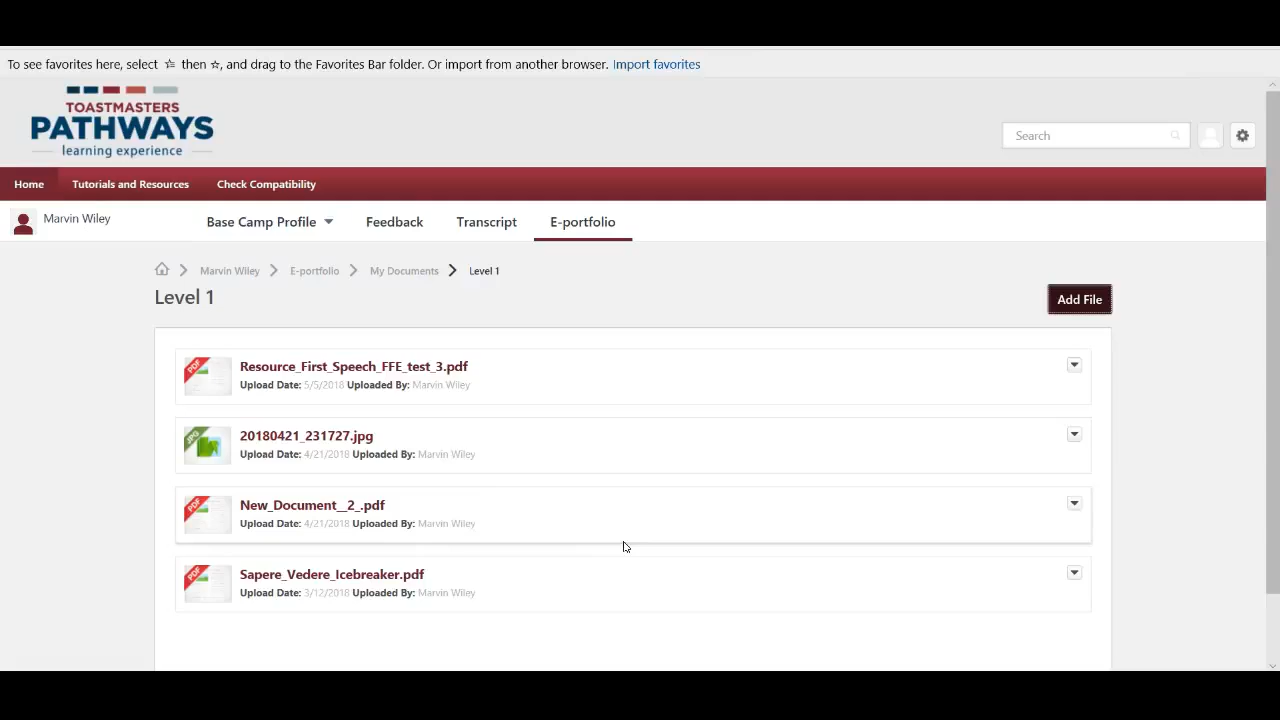 To see favorites here, select ☆ then ☆, and drag to the Favorites Bar folder. Or import from another browser. Import favorites
TOASTMASTERS
PATHWAYS
learning experience
Search
Home Tutorials and Resources Check Compatibility
Marvin Wiley Base Camp Profile Feedback Transcript E-portfolio
Marvin Wiley E-portfolio My Documents Level 1
Level 1
Add File
PDF Resource_First_Speech_FFE_test_3.pdf
Upload Date: 5/5/2018 Uploaded By: Marvin Wiley
JPG 20180421_231727.jpg
Upload Date: 4/21/2018 Uploaded By: Marvin Wiley
PDF New_Document__2_.pdf
Upload Date: 4/21/2018 Uploaded By: Marvin Wiley
PDF Sapere_Vedere_Icebreaker.pdf
Upload Date: 3/12/2018 Uploaded By: Marvin Wiley